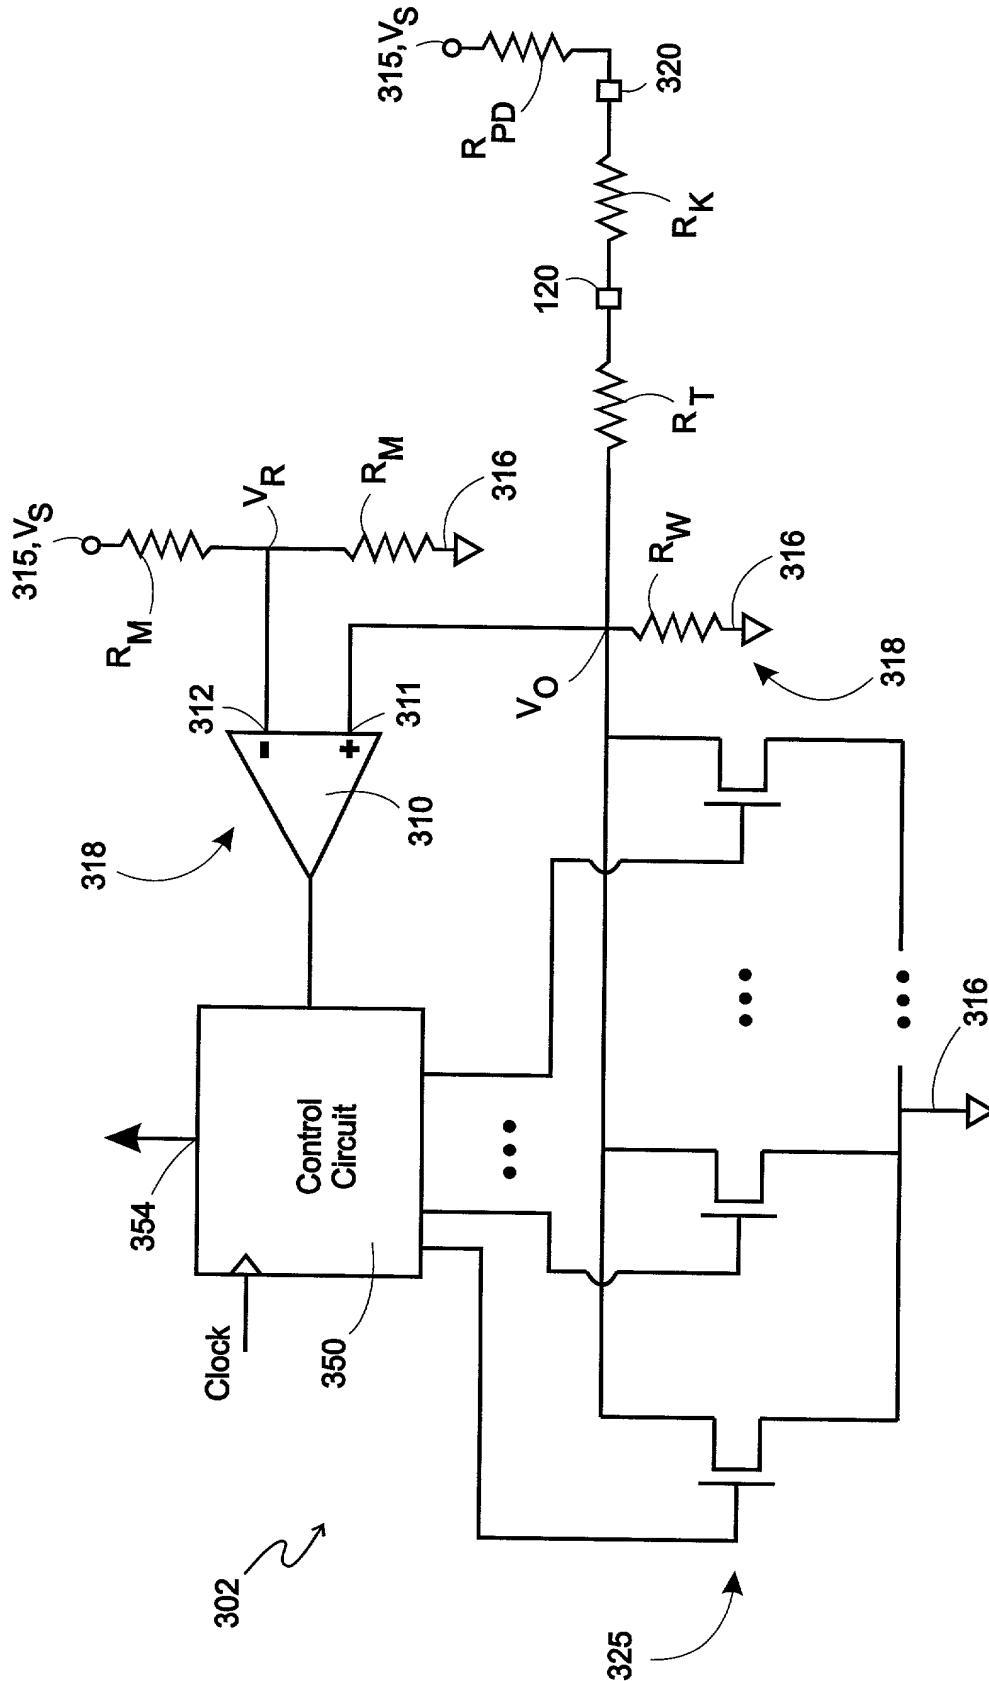 302
325
Clock
350
354
Control
Circuit
316
318
310
312
311
-
+
VO
318
RM
315,VS
VR
RM
316
RW
316
RT
120
RK
320
RPD
315,VS